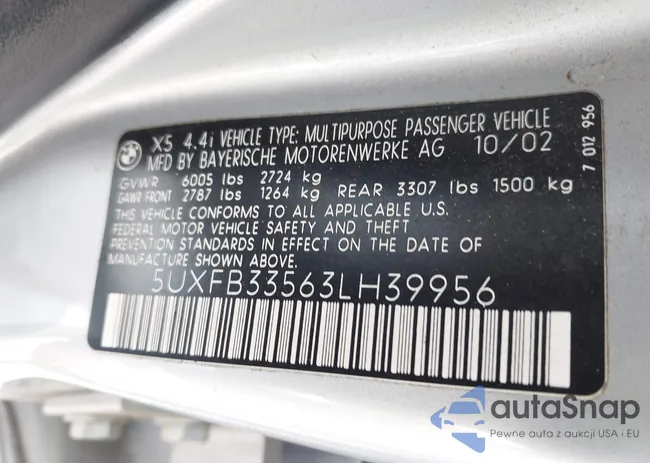 BMW
X5 4.4i VEHICLE TYPE: MULTIPURPOSE PASSENGER VEHICLE
MFD BY BAYERISCHE MOTORENWERKE AG 10/02
GVWR 6005 lbs 2724 kg
GAWR FRONT 2787 lbs 1264 kg REAR 3307 lbs 1500 kg
THIS VEHICLE CONFORMS TO ALL APPLICABLE U.S.
FEDERAL MOTOR VEHICLE SAFETY AND THEFT
PREVENTION STANDARDS IN EFFECT ON THE DATE OF
MANUFACTURE SHOWN ABOVE:
5UXFB33563LH39956
7 012 956
autaSnap
Pewne auta z aukcji USA i EU